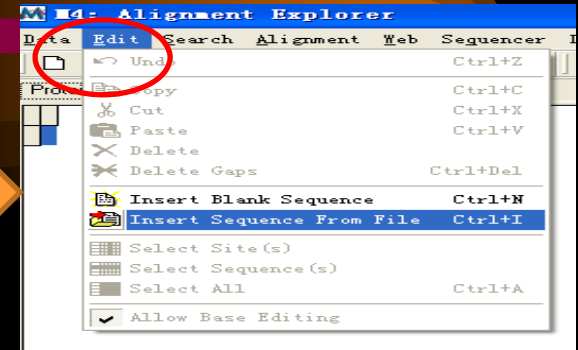 M4: Alignment Explorer
Data Edit Search Alignment Web Sequencer
Undo Ctrl+Z
Copy Ctrl+C
Cut Ctrl+X
Paste Ctrl+V
Delete
Delete Gaps Ctrl+Del
Insert Blank Sequence Ctrl+N
Insert Sequence From File Ctrl+I
Select Site(s)
Select Sequence(s)
Select All Ctrl+A
Allow Base Editing